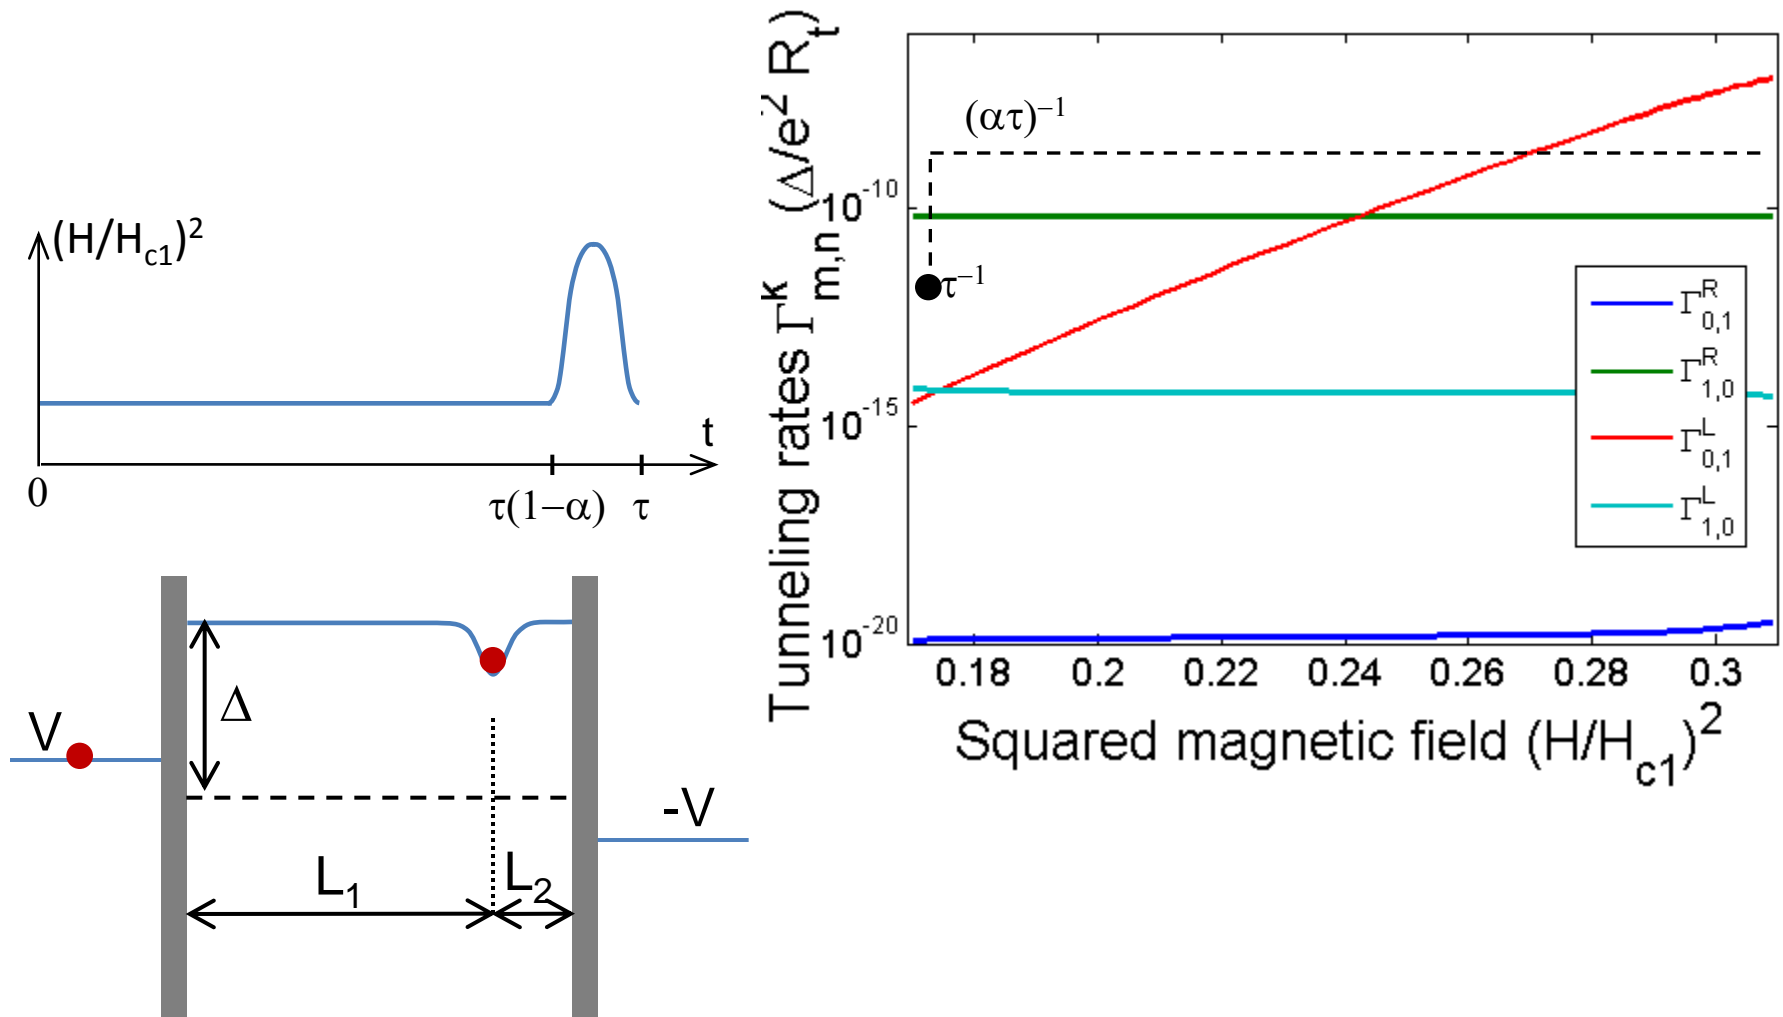 (H/H_c1)^2
t
0
τ(1−α)
τ
V
Δ
-V
L_1
L_2
Tunneling rates Γ^k_m,n (Δ/e^2 R_t)
10^-10
10^-15
10^-20
(ατ)^−1
τ^−1
Γ^R_0,1
Γ^R_1,0
Γ^L_0,1
Γ^L_1,0
0.18 0.2 0.22 0.24 0.26 0.28 0.3
Squared magnetic field (H/H_c1)^2